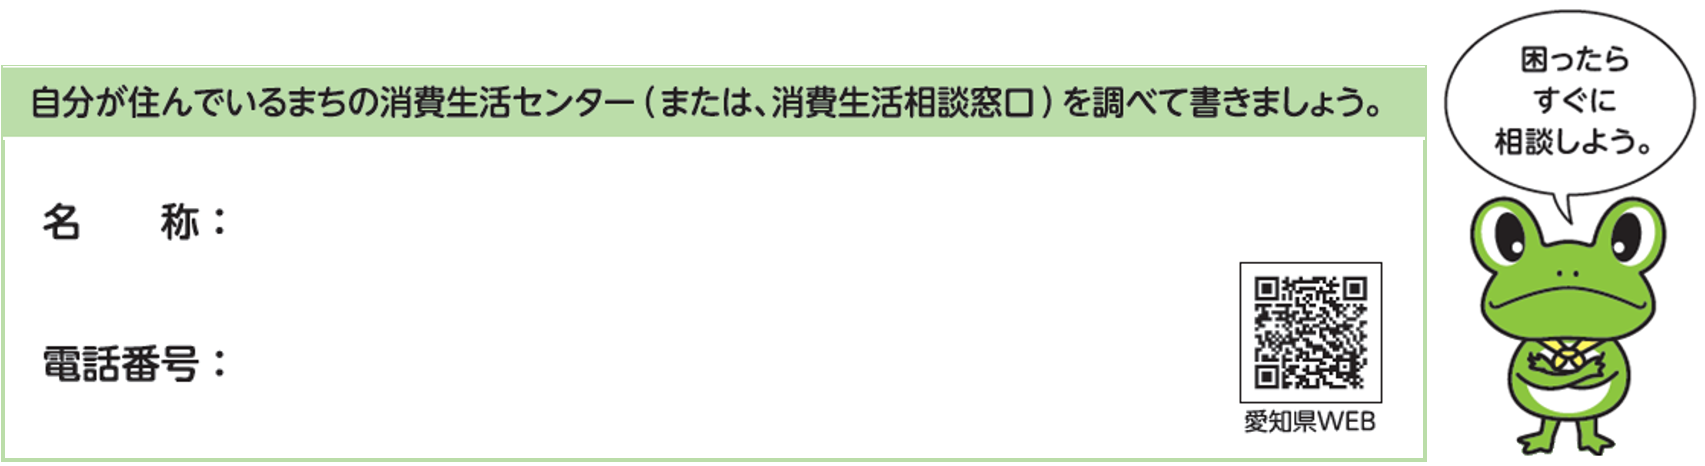 自分が住んでいるまちの消費生活センター(または、消費生活相談窓口)を調べて書きましょう。
名　　称：
電話番号：
愛知県WEB
困ったら
すぐに
相談しよう。